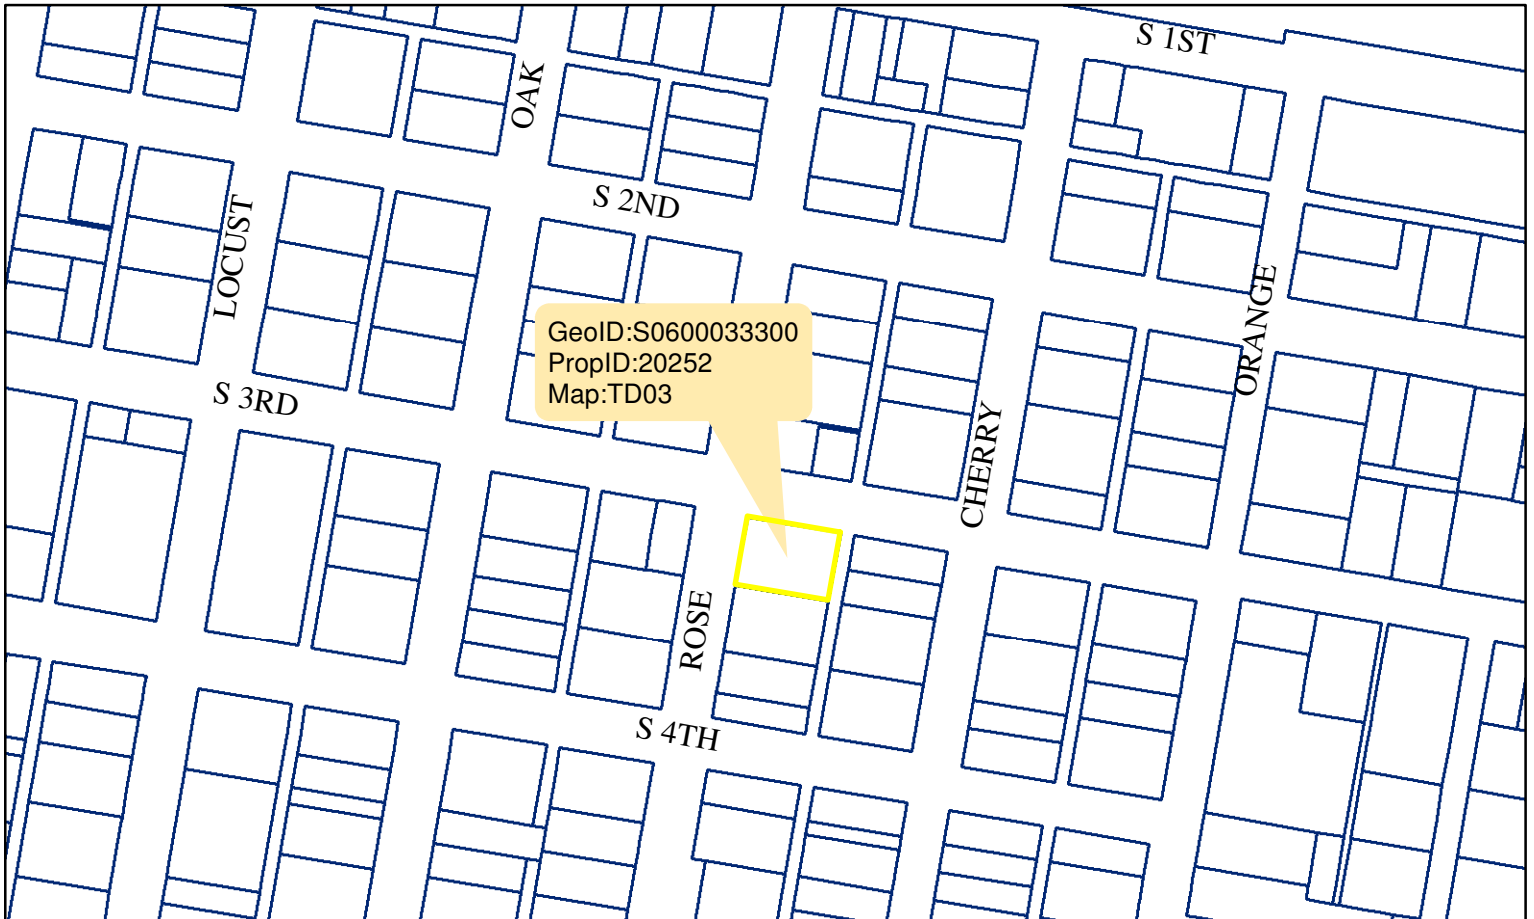 S 1ST
OAK
S 2ND
LOCUST
ORANGE
GeoID:S0600033300
PropID:20252
Map:TD03
S 3RD
CHERRY
ROSE
S 4TH